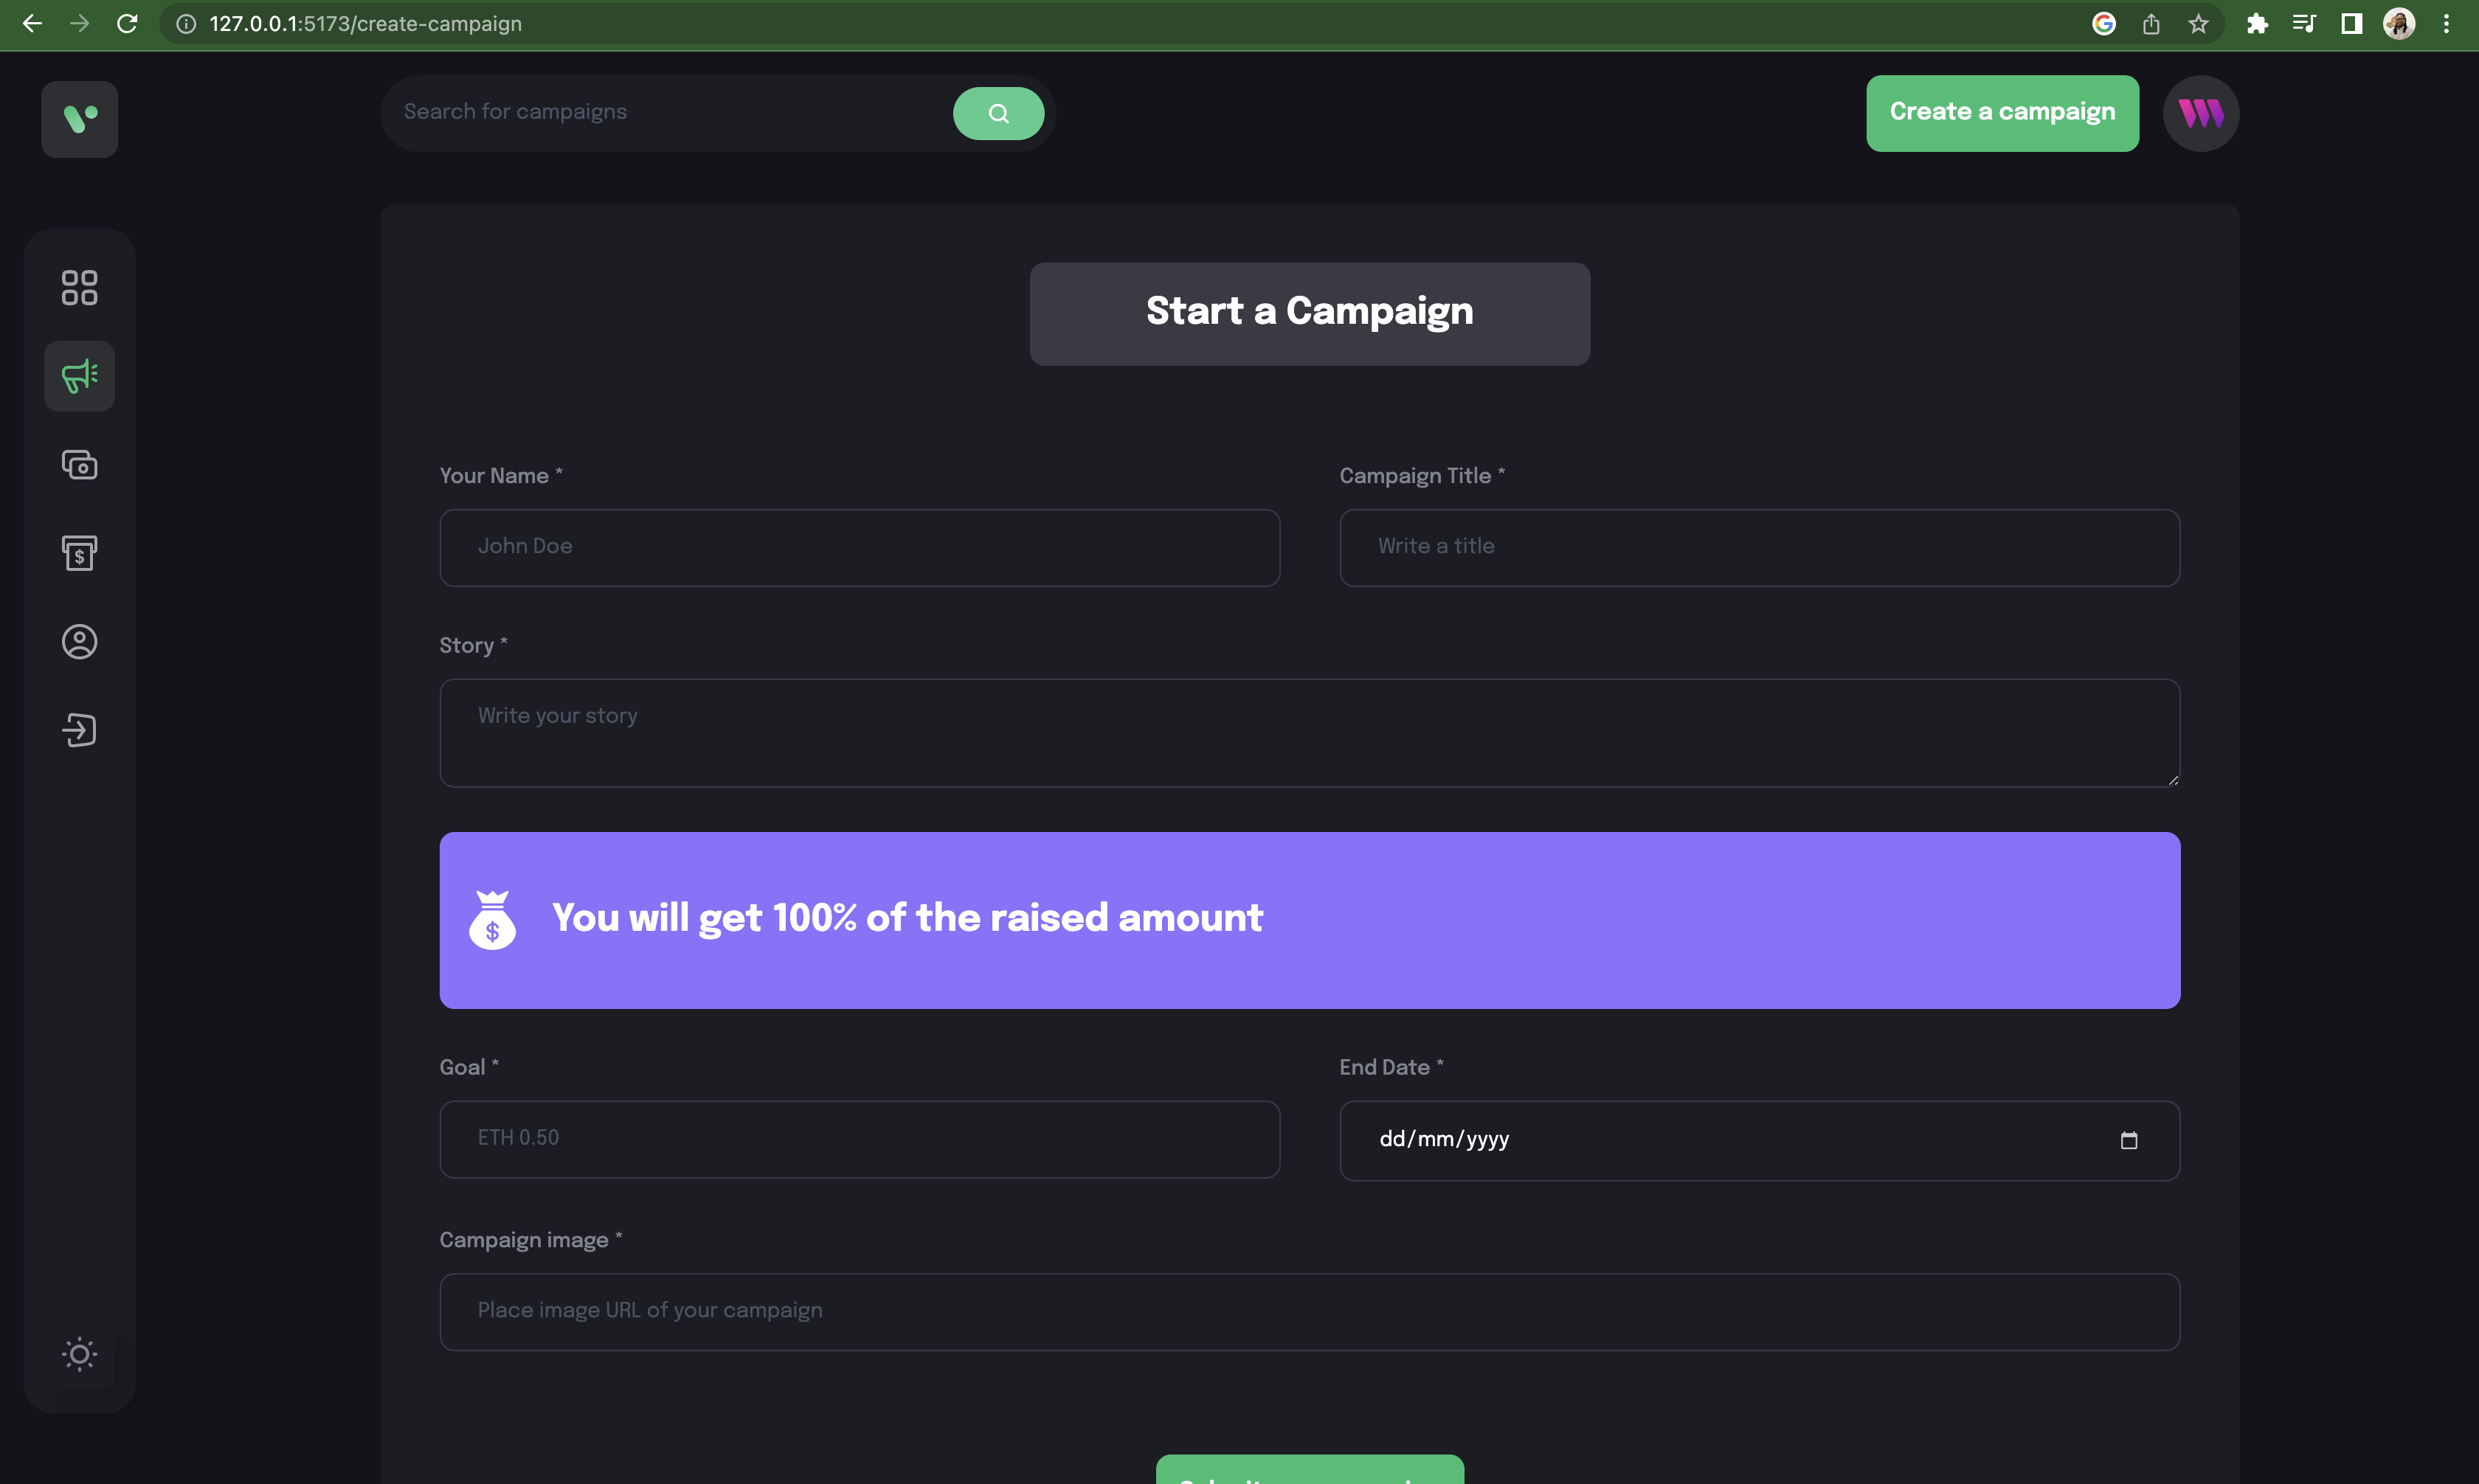 127.0.0.1:5173/create-campaign
Search for campaigns
Create a campaign
Start a Campaign
Your Name *
Campaign Title *
John Doe
Write a title
Story *
Write your story
$ You will get 100% of the raised amount
Goal *
End Date *
ETH 0.50
dd/mm/yyyy
Campaign image *
Place image URL of your campaign